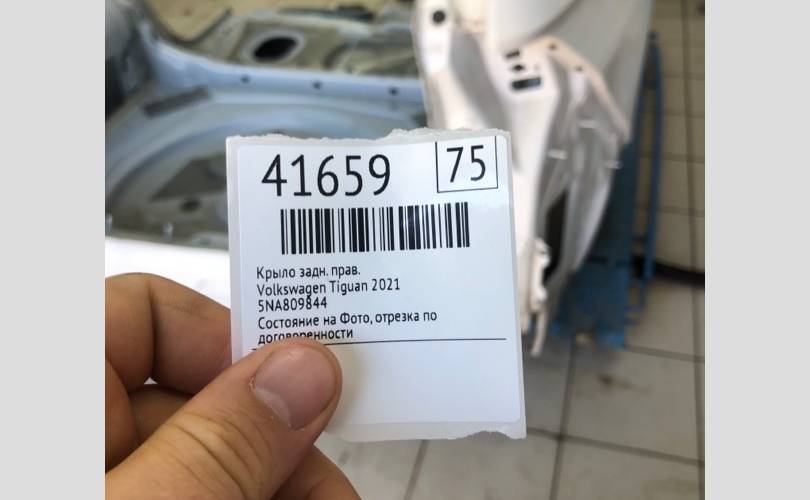 41659
75
Крыло задн. прав.
Volkswagen Tiguan 2021
5NA809844
Состояние на Фото, отрезка по
договоренности